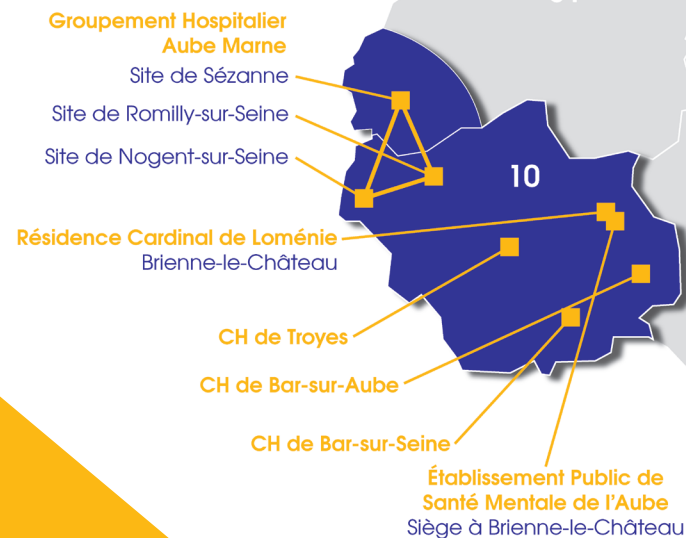 Groupement Hospitalier
Aube Marne
Site de Sézanne
Site de Romilly-sur-Seine
Site de Nogent-sur-Seine
10
Résidence Cardinal de Loménie
Brienne-le-Château
CH de Troyes
CH de Bar-sur-Aube
CH de Bar-sur-Seine
Établissement Public de
Santé Mentale de l'Aube
Siège à Brienne-le-Château